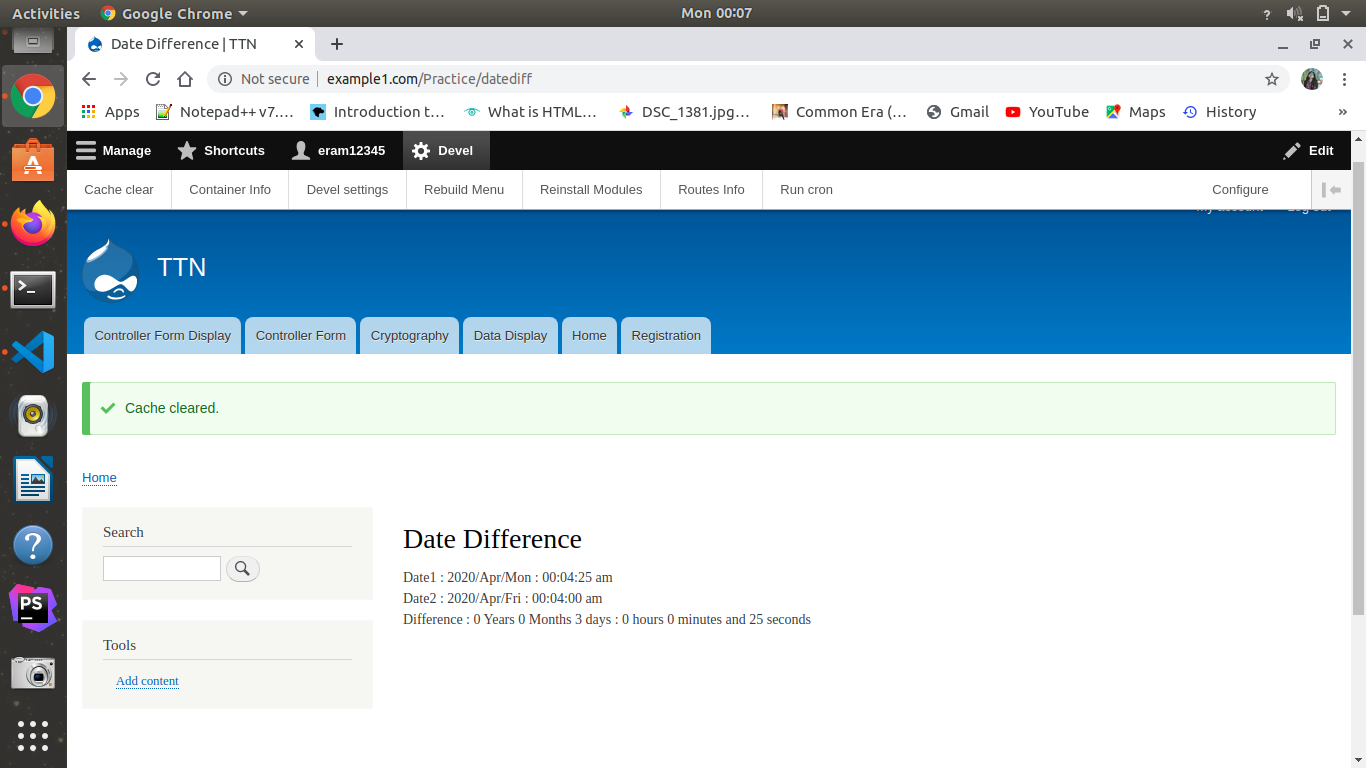 Activities Google Chrome Mon 00:07
Date Difference | TTN
Not secure example1.com/Practice/datediff
Apps Notepad++ v7.... Introduction t... What is HTML... DSC_1381.jpg... Common Era (... Gmail YouTube Maps History »
Manage Shortcuts eram12345 Devel Edit
Cache clear Container Info Devel settings Rebuild Menu Reinstall Modules Routes Info Run cron Configure
My account Log out
TTN
Controller Form Display Controller Form Cryptography Data Display Home Registration
Cache cleared.
Home
Search
Date Difference
Date1 : 2020/Apr/Mon : 00:04:25 am
Date2 : 2020/Apr/Fri : 00:04:00 am
Difference : 0 Years 0 Months 3 days : 0 hours 0 minutes and 25 seconds
Tools
Add content
PS